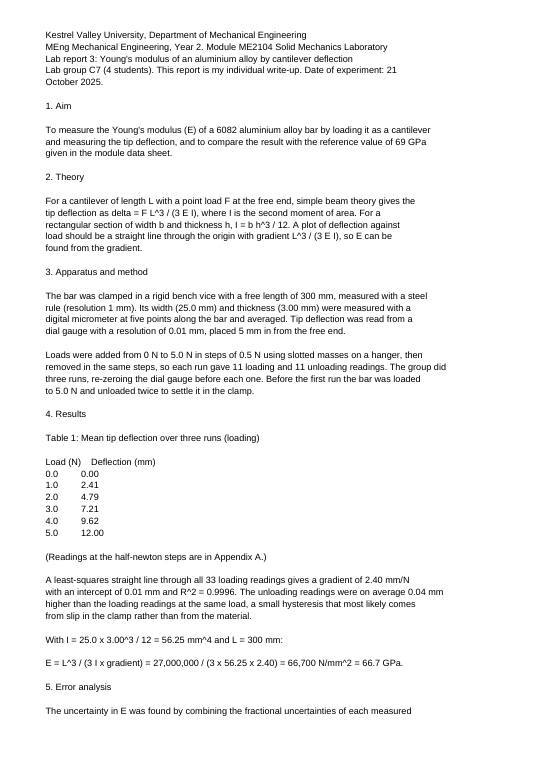 Kestrel Valley University, Department of Mechanical Engineering
MEng Mechanical Engineering, Year 2. Module ME2104 Solid Mechanics Laboratory
Lab report 3: Young's modulus of an aluminium alloy by cantilever deflection
Lab group C7 (4 students). This report is my individual write-up. Date of experiment: 21
October 2025.
1. Aim
To measure the Young's modulus (E) of a 6082 aluminium alloy bar by loading it as a cantilever
and measuring the tip deflection, and to compare the result with the reference value of 69 GPa
given in the module data sheet.
2. Theory
For a cantilever of length L with a point load F at the free end, simple beam theory gives the
tip deflection as delta = F L^3 / (3 E I), where I is the second moment of area. For a
rectangular section of width b and thickness h, I = b h^3 / 12. A plot of deflection against
load should be a straight line through the origin with gradient L^3 / (3 E I), so E can be
found from the gradient.
3. Apparatus and method
The bar was clamped in a rigid bench vice with a free length of 300 mm, measured with a steel
rule (resolution 1 mm). Its width (25.0 mm) and thickness (3.00 mm) were measured with a
digital micrometer at five points along the bar and averaged. Tip deflection was read from a
dial gauge with a resolution of 0.01 mm, placed 5 mm in from the free end.
Loads were added from 0 N to 5.0 N in steps of 0.5 N using slotted masses on a hanger, then
removed in the same steps, so each run gave 11 loading and 11 unloading readings. The group did
three runs, re-zeroing the dial gauge before each one. Before the first run the bar was loaded
to 5.0 N and unloaded twice to settle it in the clamp.
4. Results
Table 1: Mean tip deflection over three runs (loading)
Load (N) Deflection (mm)
0.0 0.00
1.0 2.41
2.0 4.79
3.0 7.21
4.0 9.62
5.0 12.00
(Readings at the half-newton steps are in Appendix A.)
A least-squares straight line through all 33 loading readings gives a gradient of 2.40 mm/N
with an intercept of 0.01 mm and R^2 = 0.9996. The unloading readings were on average 0.04 mm
higher than the loading readings at the same load, a small hysteresis that most likely comes
from slip in the clamp rather than from the material.
With I = 25.0 x 3.00^3 / 12 = 56.25 mm^4 and L = 300 mm:
E = L^3 / (3 I x gradient) = 27,000,000 / (3 x 56.25 x 2.40) = 66,700 N/mm^2 = 66.7 GPa.
5. Error analysis
The uncertainty in E was found by combining the fractional uncertainties of each measured